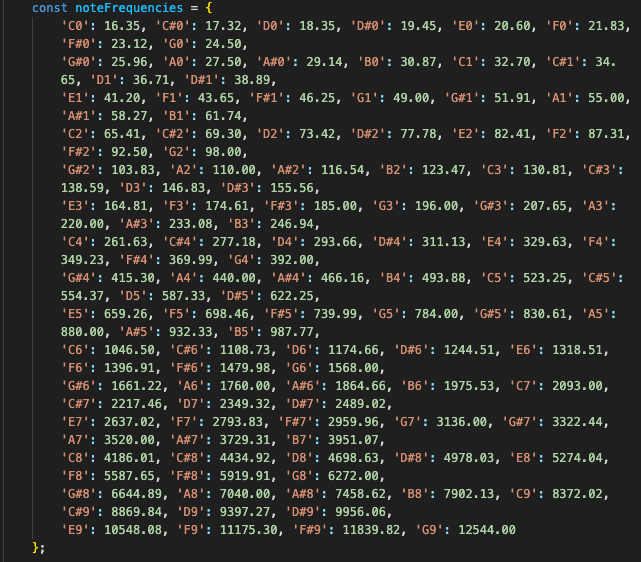 const noteFrequencies = {
'C0': 16.35, 'C#0': 17.32, 'D0': 18.35, 'D#0': 19.45, 'E0': 20.60, 'F0': 21.83,
'F#0': 23.12, 'G0': 24.50,
'G#0': 25.96, 'A0': 27.50, 'A#0': 29.14, 'B0': 30.87, 'C1': 32.70, 'C#1': 34.
65, 'D1': 36.71, 'D#1': 38.89,
'E1': 41.20, 'F1': 43.65, 'F#1': 46.25, 'G1': 49.00, 'G#1': 51.91, 'A1': 55.00,
'A#1': 58.27, 'B1': 61.74,
'C2': 65.41, 'C#2': 69.30, 'D2': 73.42, 'D#2': 77.78, 'E2': 82.41, 'F2': 87.31,
'F#2': 92.50, 'G2': 98.00,
'G#2': 103.83, 'A2': 110.00, 'A#2': 116.54, 'B2': 123.47, 'C3': 130.81, 'C#3':
138.59, 'D3': 146.83, 'D#3': 155.56,
'E3': 164.81, 'F3': 174.61, 'F#3': 185.00, 'G3': 196.00, 'G#3': 207.65, 'A3':
220.00, 'A#3': 233.08, 'B3': 246.94,
'C4': 261.63, 'C#4': 277.18, 'D4': 293.66, 'D#4': 311.13, 'E4': 329.63, 'F4':
349.23, 'F#4': 369.99, 'G4': 392.00,
'G#4': 415.30, 'A4': 440.00, 'A#4': 466.16, 'B4': 493.88, 'C5': 523.25, 'C#5':
554.37, 'D5': 587.33, 'D#5': 622.25,
'E5': 659.26, 'F5': 698.46, 'F#5': 739.99, 'G5': 784.00, 'G#5': 830.61, 'A5':
880.00, 'A#5': 932.33, 'B5': 987.77,
'C6': 1046.50, 'C#6': 1108.73, 'D6': 1174.66, 'D#6': 1244.51, 'E6': 1318.51,
'F6': 1396.91, 'F#6': 1479.98, 'G6': 1568.00,
'G#6': 1661.22, 'A6': 1760.00, 'A#6': 1864.66, 'B6': 1975.53, 'C7': 2093.00,
'C#7': 2217.46, 'D7': 2349.32, 'D#7': 2489.02,
'E7': 2637.02, 'F7': 2793.83, 'F#7': 2959.96, 'G7': 3136.00, 'G#7': 3322.44,
'A7': 3520.00, 'A#7': 3729.31, 'B7': 3951.07,
'C8': 4186.01, 'C#8': 4434.92, 'D8': 4698.63, 'D#8': 4978.03, 'E8': 5274.04,
'F8': 5587.65, 'F#8': 5919.91, 'G8': 6272.00,
'G#8': 6644.89, 'A8': 7040.00, 'A#8': 7458.62, 'B8': 7902.13, 'C9': 8372.02,
'C#9': 8869.84, 'D9': 9397.27, 'D#9': 9956.06,
'E9': 10548.08, 'F9': 11175.30, 'F#9': 11839.82, 'G9': 12544.00
};